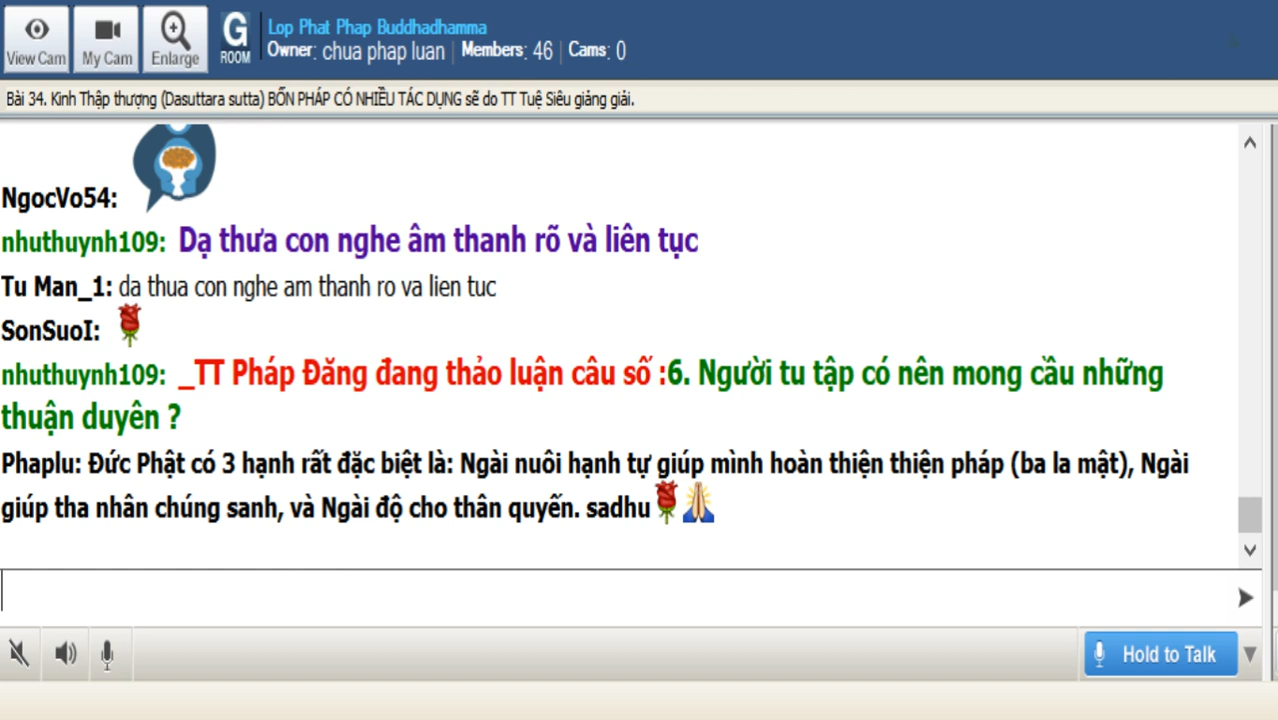 View Cam
My Cam
Enlarge
G
ROOM
Lop Phat Phap Buddhadhamma
Owner: chua phap luan | Members: 46 | Cams: 0
Bài 34. Kinh Thập thượng (Dasuttara sutta) BỐN PHÁP CÓ NHIỀU TÁC DỤNG sẽ do TT Tuệ Siêu giảng giải.
NgocVo54:
nhuthuynh109: Dạ thưa con nghe âm thanh rõ và liên tục
Tu Man_1: da thua con nghe am thanh ro va lien tuc
SonSuoI:
nhuthuynh109: _TT Pháp Đăng đang thảo luận câu số :6. Người tu tập có nên mong cầu những
thuận duyên ?
Phaplu: Đức Phật có 3 hạnh rất đặc biệt là: Ngài nuôi hạnh tự giúp mình hoàn thiện thiện pháp (ba la mật), Ngài
giúp tha nhân chúng sanh, và Ngài độ cho thân quyến. sadhu
Hold to Talk